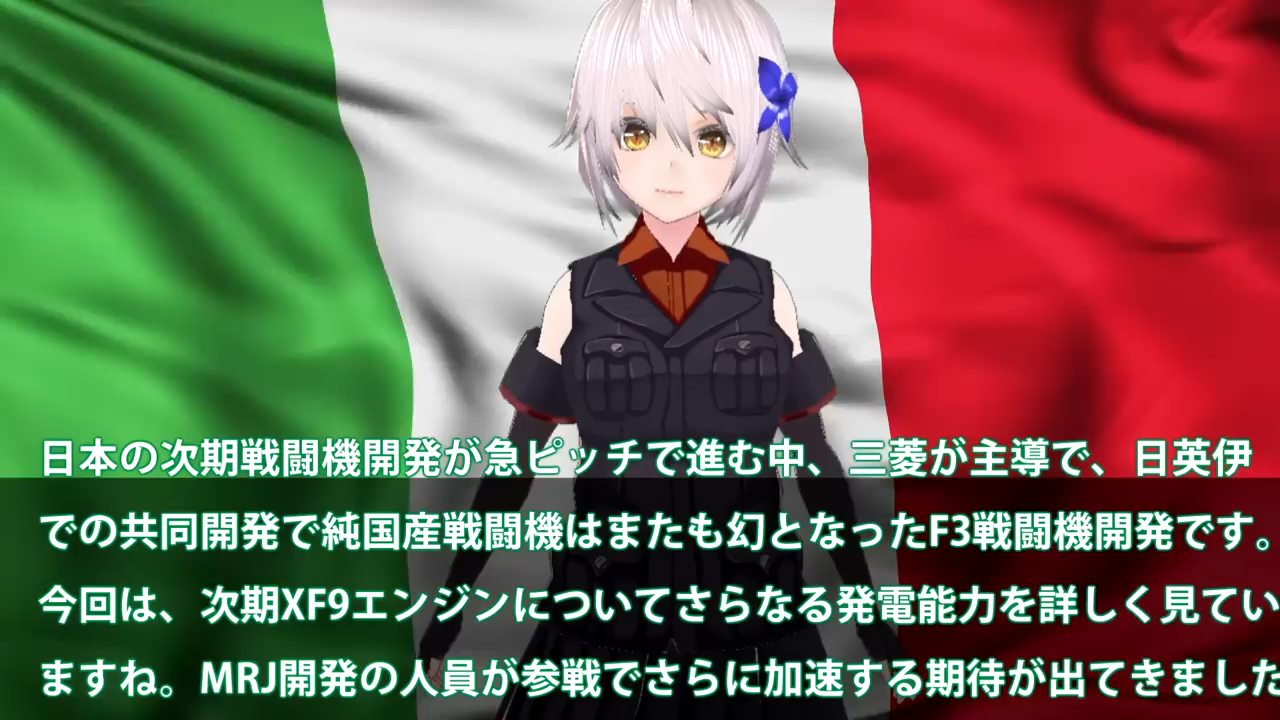 日本の次期戦闘機開発が急ピッチで進む中、三菱が主導で、日英伊
での共同開発で純国産戦闘機はまたも幻となったF3戦闘機開発です。
今回は、次期XF9エンジンについてさらなる発電能力を詳しく見てい
ますね。MRJ開発の人員が参戦でさらに加速する期待が出てきました